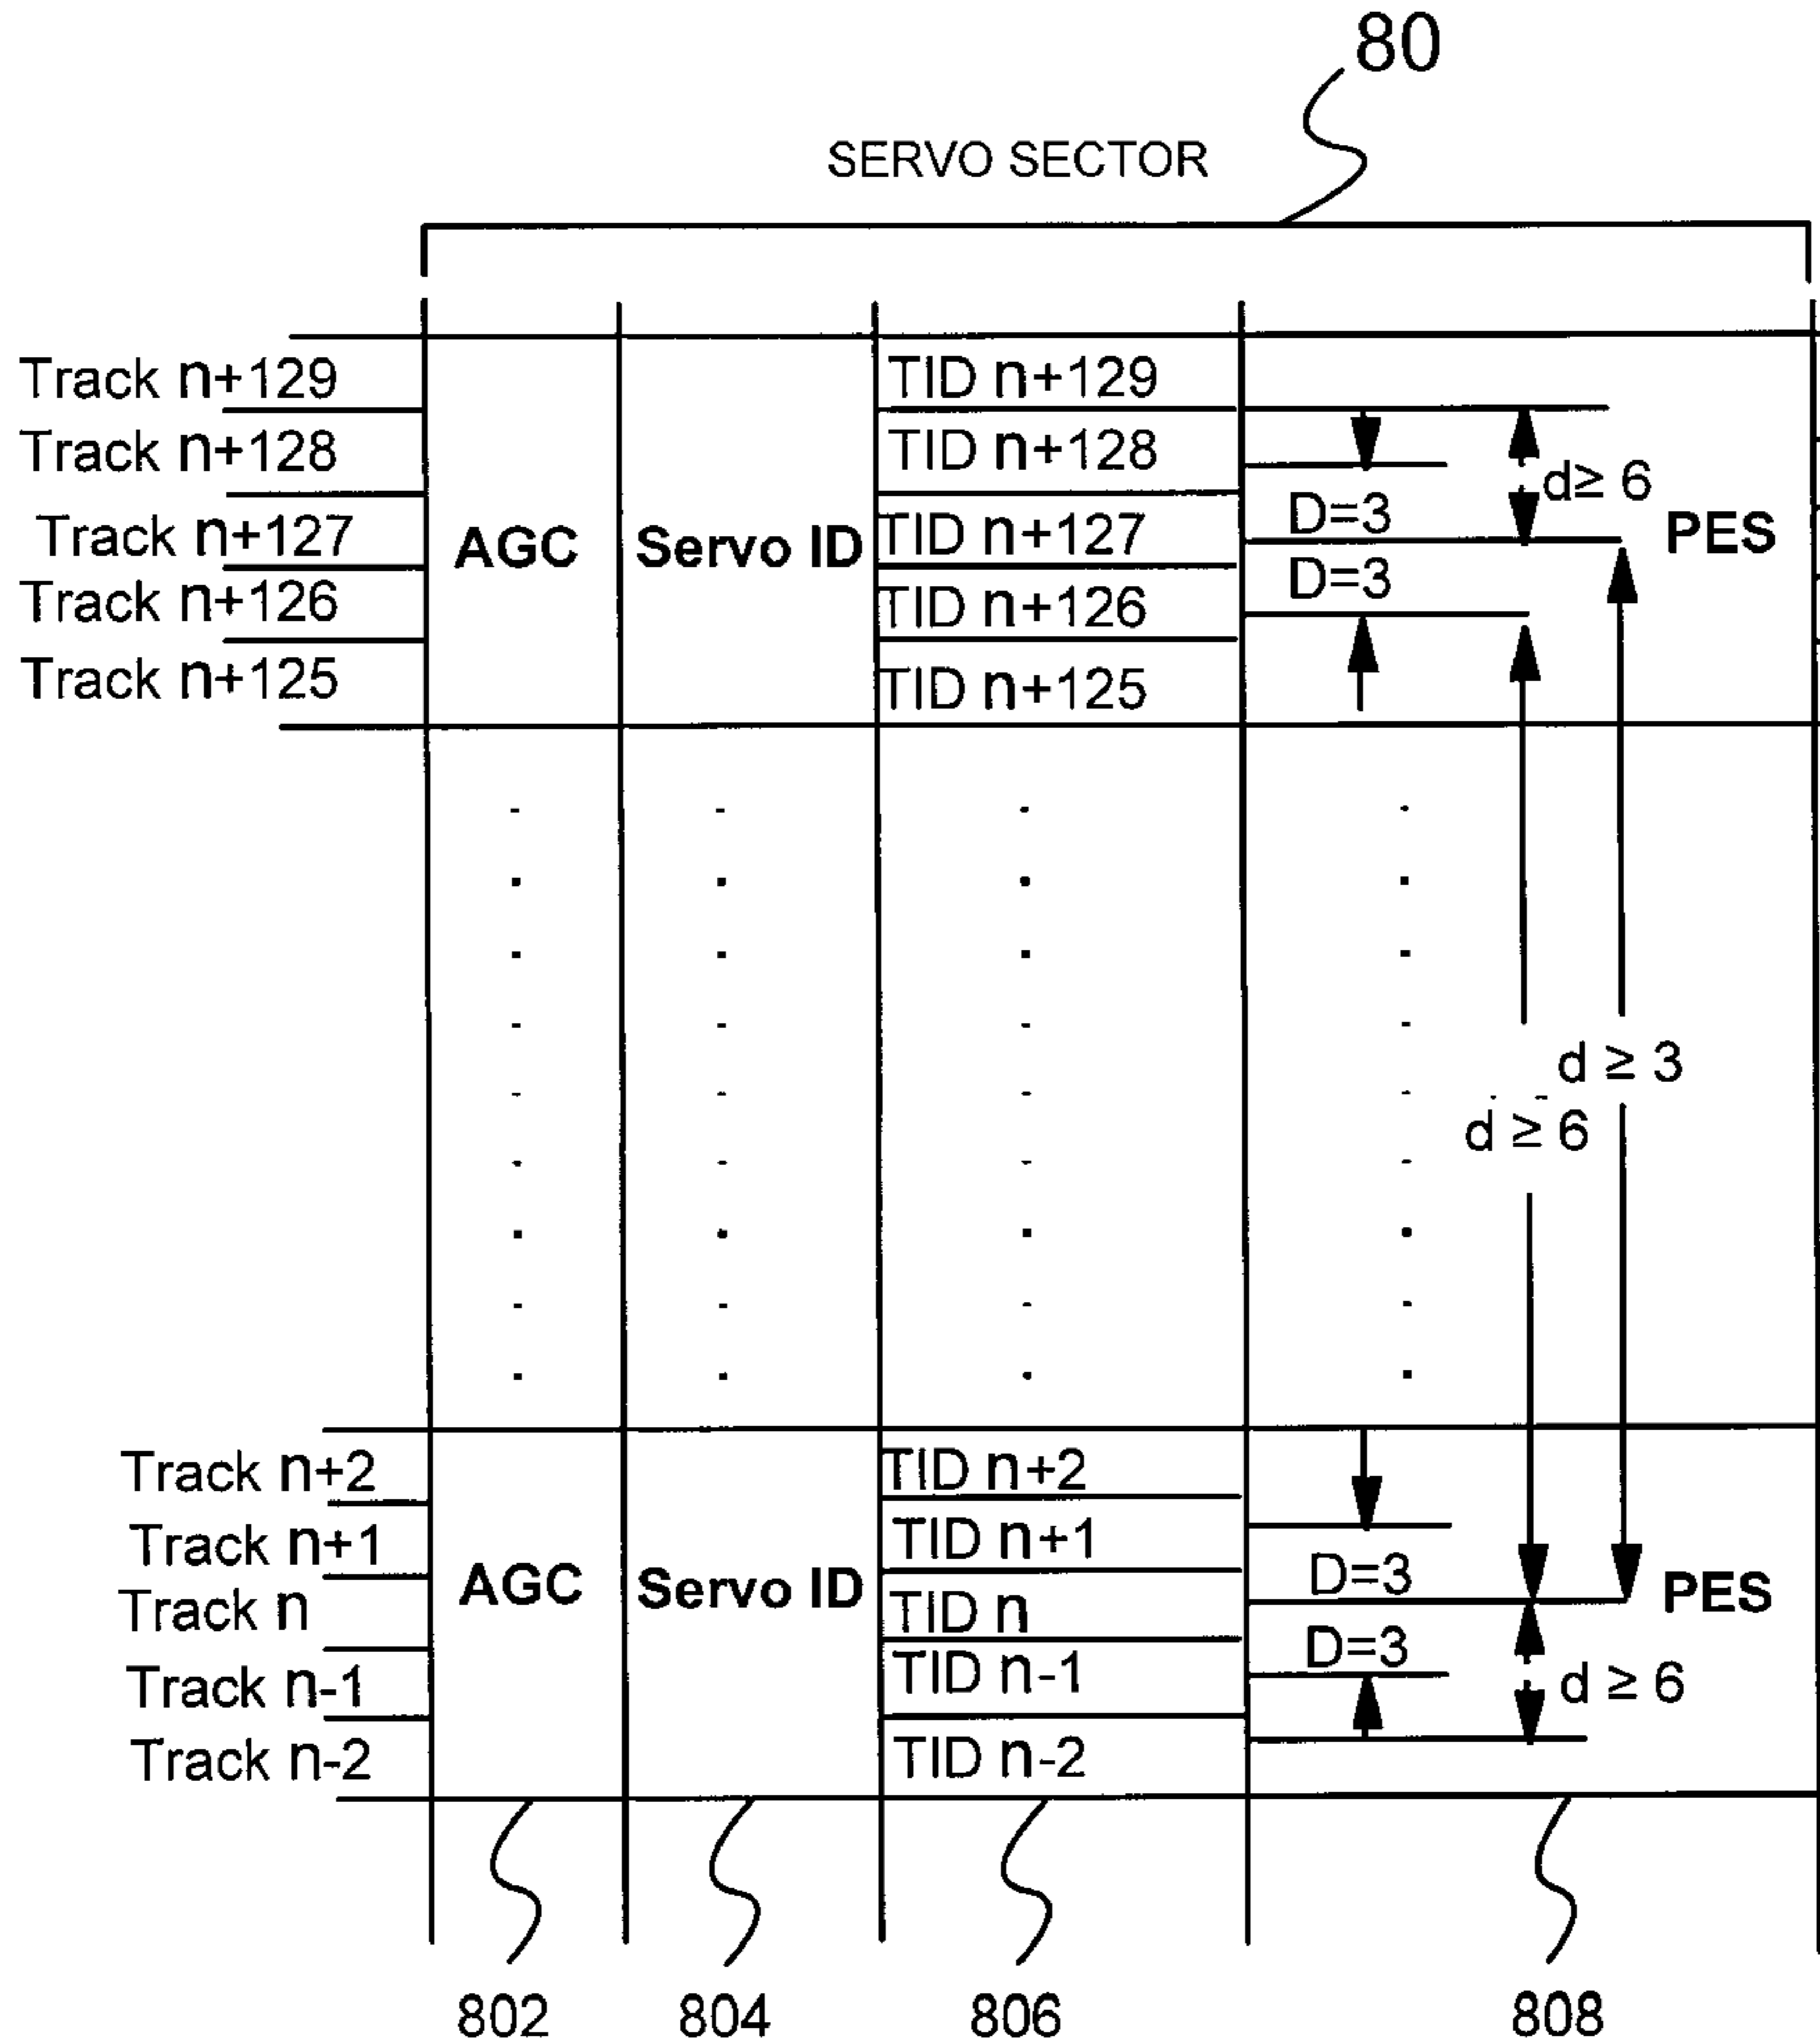 80
SERVO SECTOR
Track n+129 TID n+129
Track n+128 TID n+128
d≥ 6
D=3
Track n+127 AGC Servo ID TID n+127 PES
D=3
Track n+126 TID n+126
Track n+125 TID n+125
d ≥ 3
d ≥ 6
Track n+2 TID n+2
Track n+1 TID n+1
AGC Servo ID D=3 PES
Track n TID n
D=3
Track n-1 TID n-1 d ≥ 6
Track n-2 TID n-2
802 804 806 808